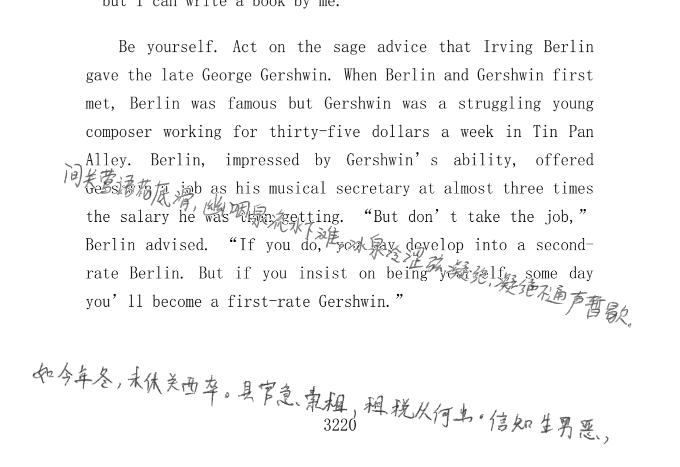 but I can write a book by me.
Be yourself. Act on the sage advice that Irving Berlin
gave the late George Gershwin. When Berlin and Gershwin first
met, Berlin was famous but Gershwin was a struggling young
composer working for thirty-five dollars a week in Tin Pan
Alley. Berlin, impressed by Gershwin's ability, offered
Gershwin a job as his musical secretary at almost three times
the salary he was then getting. “But don't take the job,”
Berlin advised. “If you do, you may develop into a second-
rate Berlin. But if you insist on being yourself, some day
you'll become a first-rate Gershwin.”
间关莺语花底滑,幽咽泉流水下滩、冰泉冷涩弦凝绝,凝绝不通声暂歇。
如今年冬,未休关西卒。县官急索租,租税从何出。信知生男恶,
3220